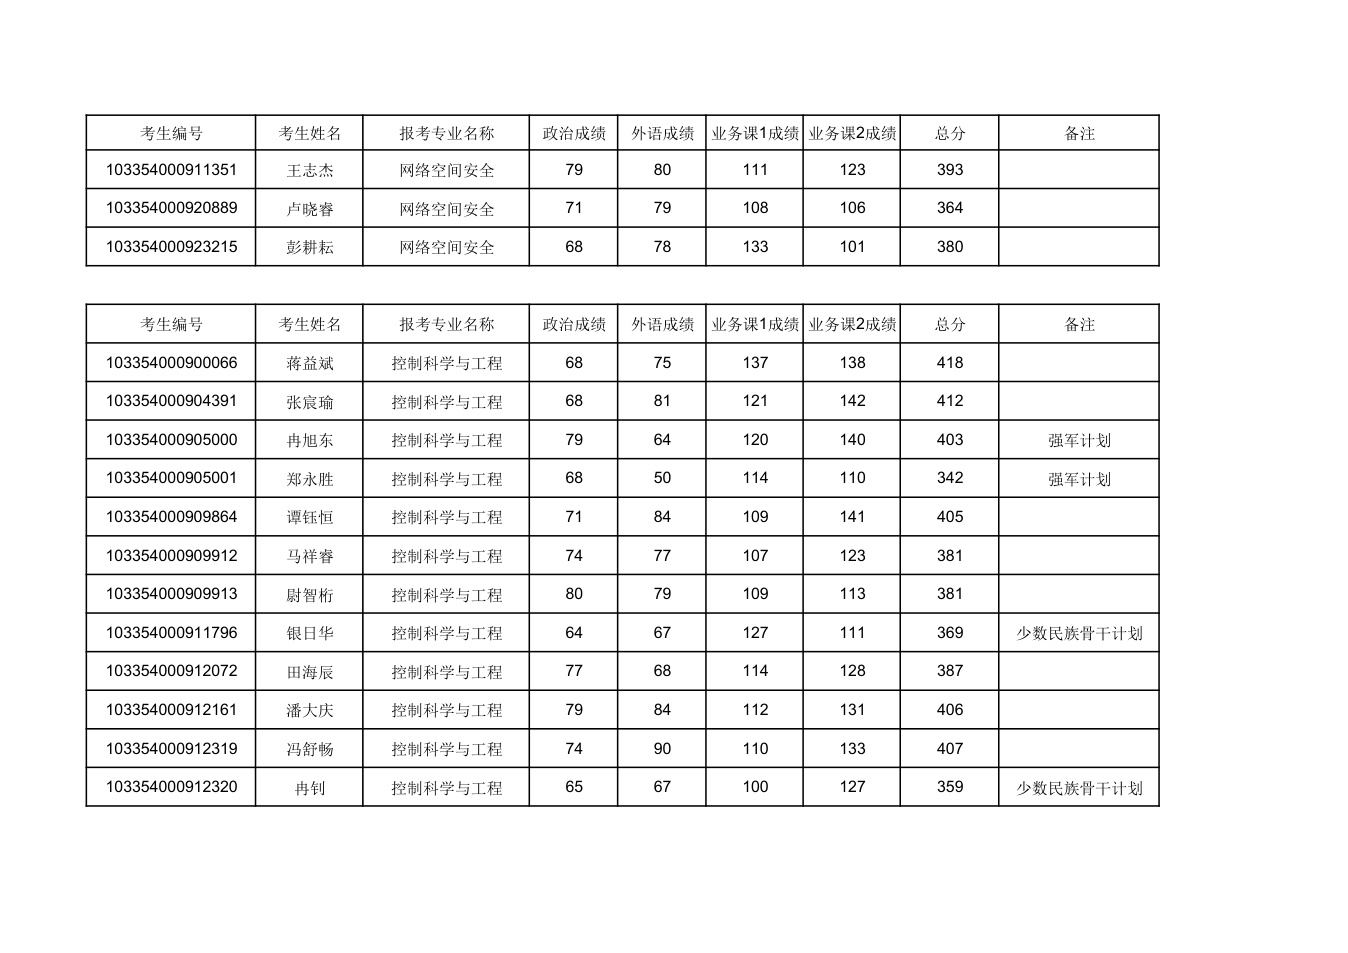 考生编号 考生姓名 报考专业名称 政治成绩 外语成绩 业务课1成绩 业务课2成绩 总分 备注
103354000911351 王志杰 网络空间安全 79 80 111 123 393
103354000920889 卢晓睿 网络空间安全 71 79 108 106 364
103354000923215 彭耕耘 网络空间安全 68 78 133 101 380
考生编号 考生姓名 报考专业名称 政治成绩 外语成绩 业务课1成绩 业务课2成绩 总分 备注
103354000900066 蒋益斌 控制科学与工程 68 75 137 138 418
103354000904391 张宸瑜 控制科学与工程 68 81 121 142 412
103354000905000 冉旭东 控制科学与工程 79 64 120 140 403 强军计划
103354000905001 郑永胜 控制科学与工程 68 50 114 110 342 强军计划
103354000909864 谭钰恒 控制科学与工程 71 84 109 141 405
103354000909912 马祥睿 控制科学与工程 74 77 107 123 381
103354000909913 尉智桁 控制科学与工程 80 79 109 113 381
103354000911796 银日华 控制科学与工程 64 67 127 111 369 少数民族骨干计划
103354000912072 田海辰 控制科学与工程 77 68 114 128 387
103354000912161 潘大庆 控制科学与工程 79 84 112 131 406
103354000912319 冯舒畅 控制科学与工程 74 90 110 133 407
103354000912320 冉钊 控制科学与工程 65 67 100 127 359 少数民族骨干计划